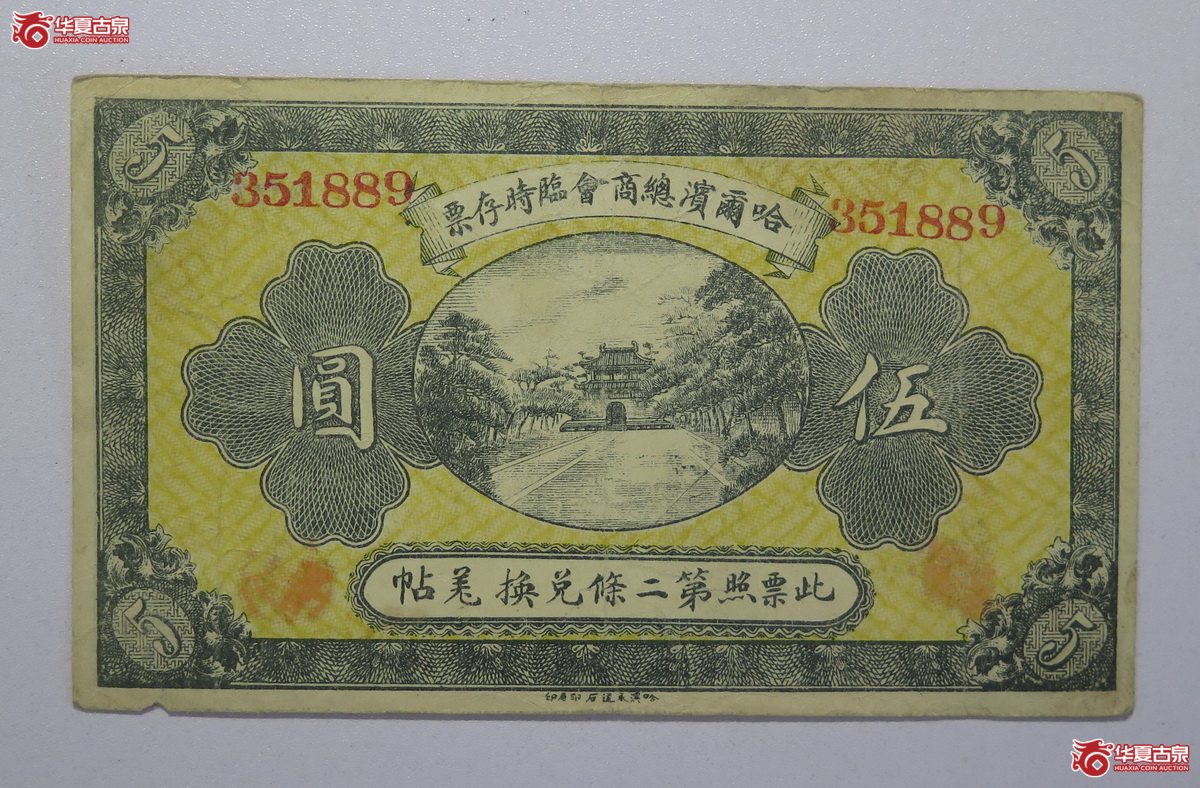 华夏古泉
HUAXIA COIN AUCTION
5 5
351889 351889
哈爾濱總商會臨時存票
伍圓
此票照第二條兌換羌帖
5 5
华夏古泉
HUAXIA COIN AUCTION